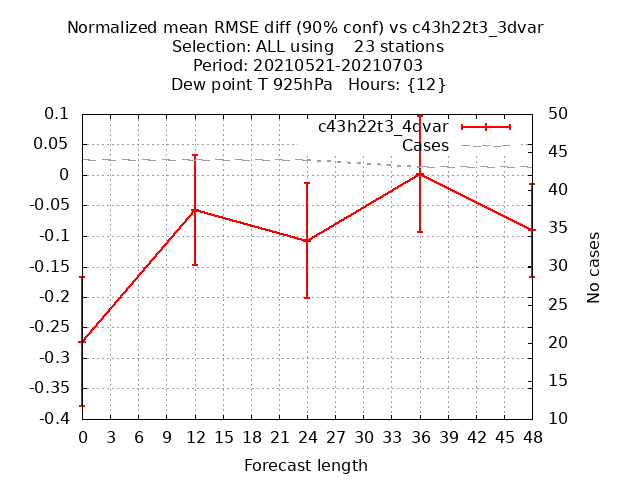 Normalized mean RMSE diff (90% conf) vs c43h22t3_3dvar
Selection: ALL using    23 stations
Period: 20210521-20210703
Dew point T 925hPa   Hours: {12}
c43h22t3_4dvar
Cases
0.1
0.05
0
-0.05
-0.1
-0.15
-0.2
-0.25
-0.3
-0.35
-0.4
50
45
40
35
30
25
20
15
10
No cases
0 3 6 9 12 15 18 21 24 27 30 33 36 39 42 45 48
Forecast length